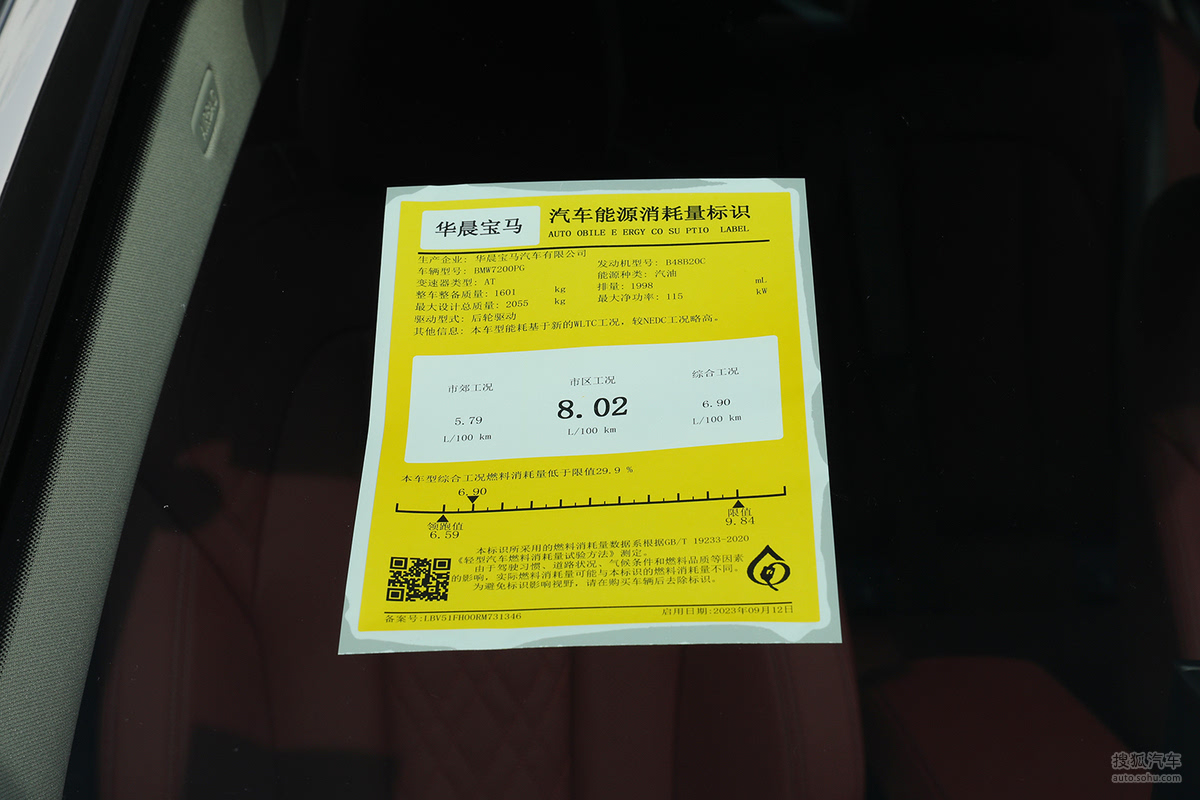 华晨宝马
汽车能源消耗量标识
AUTO OBILE E ERGY CO SU PTIO LABEL
生产企业: 华晨宝马汽车有限公司
车辆型号: BMW7200PG
发动机型号: B48B20C
变速器类型: AT
能源种类: 汽油
整车整备质量: 1601 kg
排量: 1998 mL
最大设计总质量: 2055 kg
最大净功率: 115 kW
驱动型式: 后轮驱动
其他信息: 本车型能耗基于新的WLTC工况, 较NEDC工况略高。
市郊工况 市区工况 综合工况
5.79 8.02 6.90
L/100 km L/100 km L/100 km
本车型综合工况燃料消耗量低于限值29.9 %
6.90
领跑值 限值
6.59 9.84
本标识所采用的燃料消耗量数据系根据GB/T 19233-2020
《轻型汽车燃料消耗量试验方法》测定。
由于驾驶习惯、道路状况、气候条件和燃料品质等因素
的影响, 实际燃料消耗量可能与本标识的燃料消耗量不同。
为避免标识影响视野, 请在购买车辆后去除标识。
备案号:LBV51FH00RM731346
启用日期:2023年09月12日
搜狐汽车
auto.sohu.com